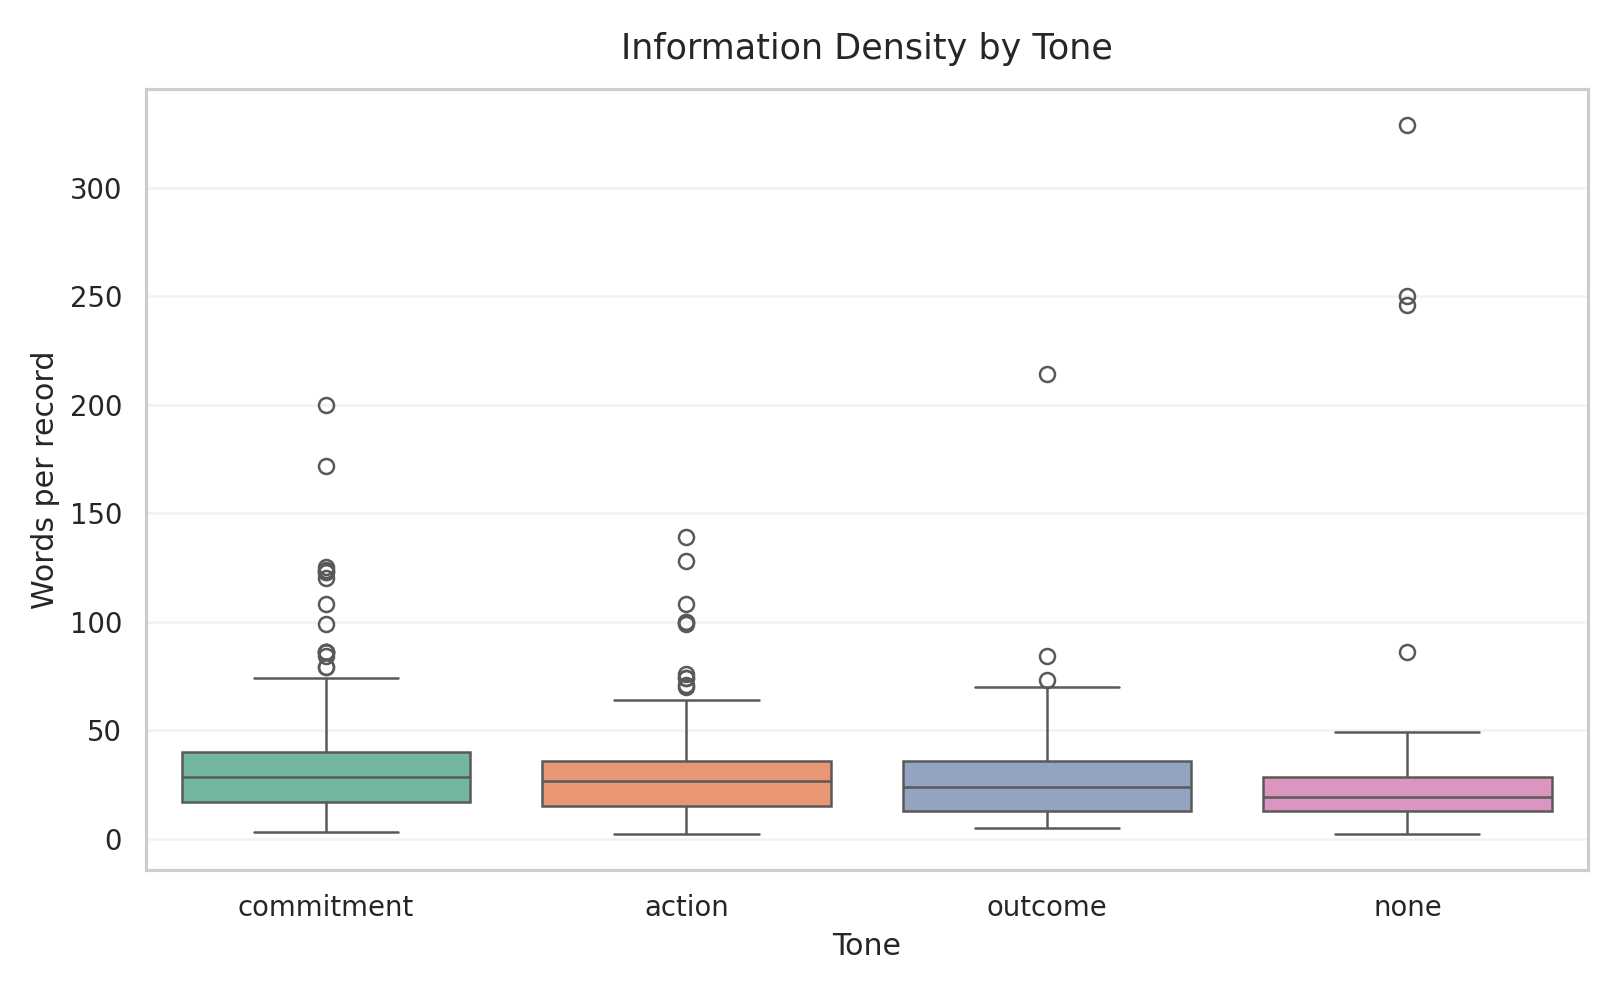 Information Density by Tone
Words per record
300
250
200
150
100
50
0
commitment
action
outcome
none
Tone